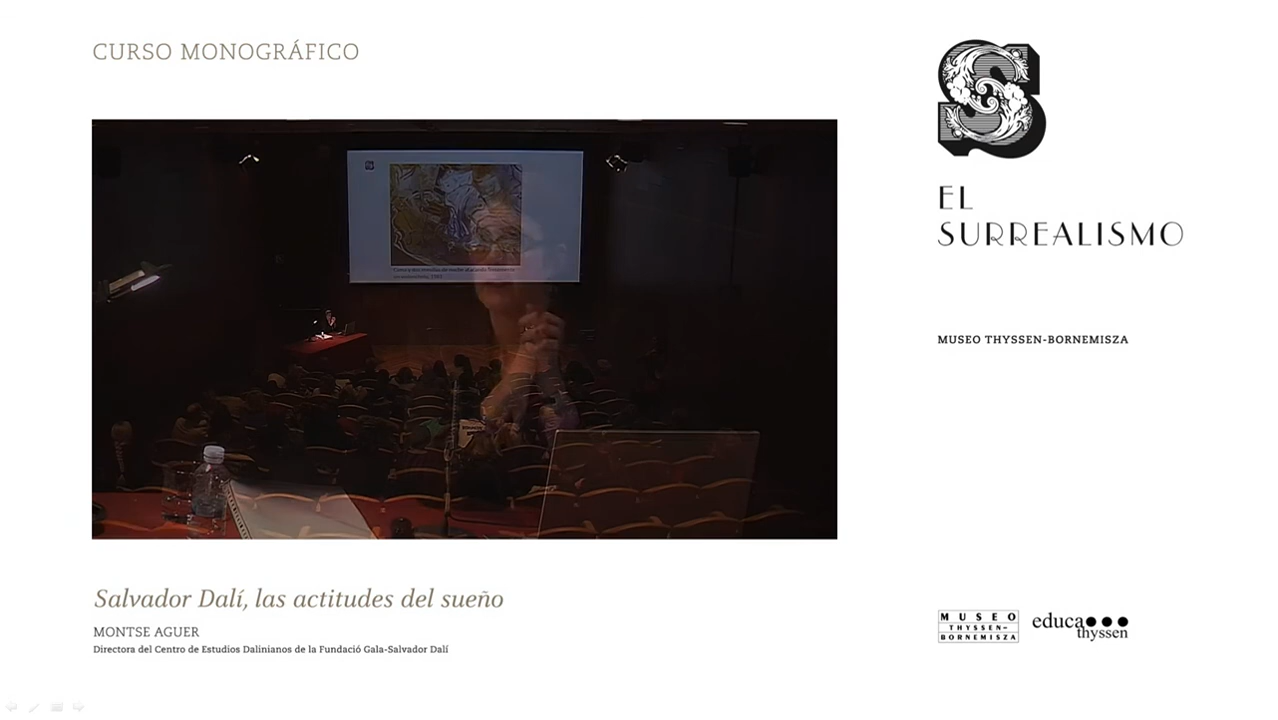 CURSO MONOGRÁFICO
S
EL
SURREALISMO
MUSEO THYSSEN-BORNEMISZA
Salvador Dalí, las actitudes del sueño
MONTSE AGUER
Directora del Centro de Estudios Dalinianos de la Fundació Gala-Salvador Dalí
MUSEO
THYSSEN-
BORNEMISZA
educa
thyssen